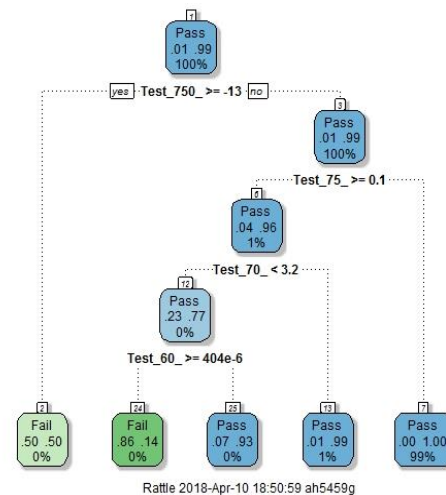 1
Pass
.01 .99
100%
yes Test_750_ >= -13 no
3
Pass
.01 .99
100%
Test_75_ >= 0.1
6
Pass
.04 .96
1%
Test_70_ < 3.2
12
Pass
.23 .77
0%
Test_60_ >= 404e-6
2 24 25 13 7
Fail Fail Pass Pass Pass
.50 .50 .86 .14 .07 .93 .01 .99 .00 1.00
0% 0% 0% 1% 99%
Rattle 2018-Apr-10 18:50:59 ah5459g